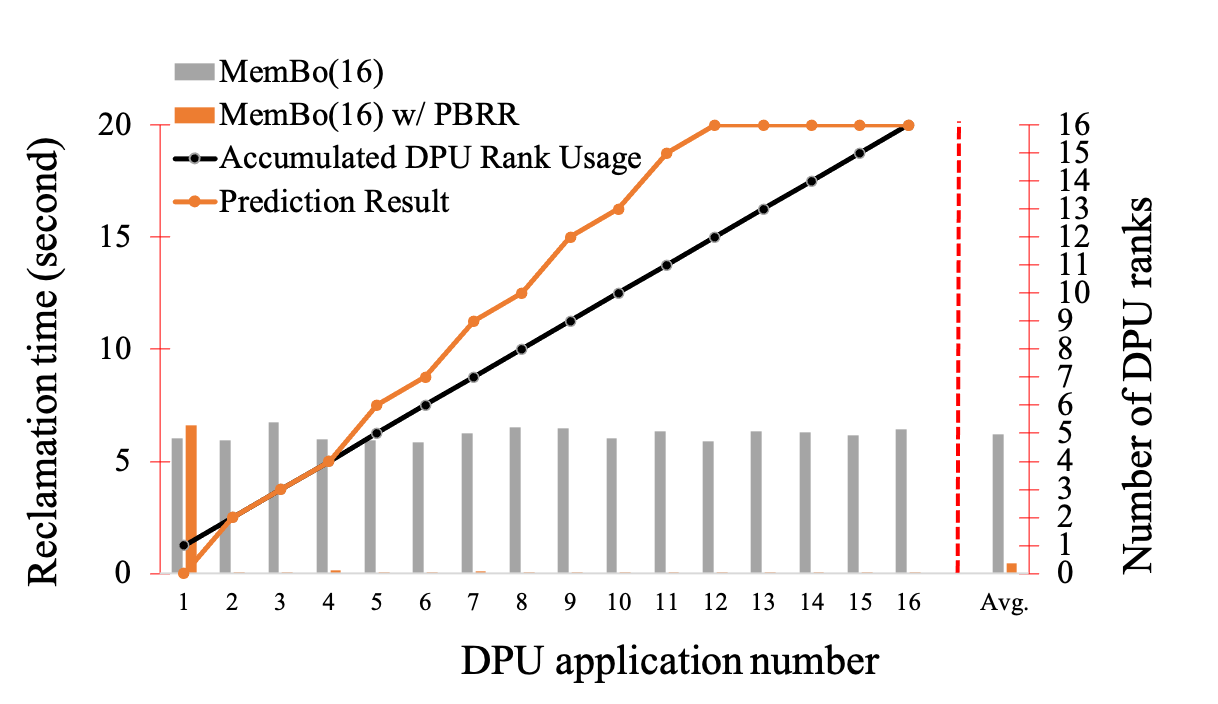 MemBo(16)
MemBo(16) w/ PBRR
Accumulated DPU Rank Usage
Prediction Result
Reclamation time (second)
20
15
10
5
0
16
15
14
13
12
11
10
9
8
7
6
5
4
3
2
1
0
Number of DPU ranks
1 2 3 4 5 6 7 8 9 10 11 12 13 14 15 16 Avg.
DPU application number